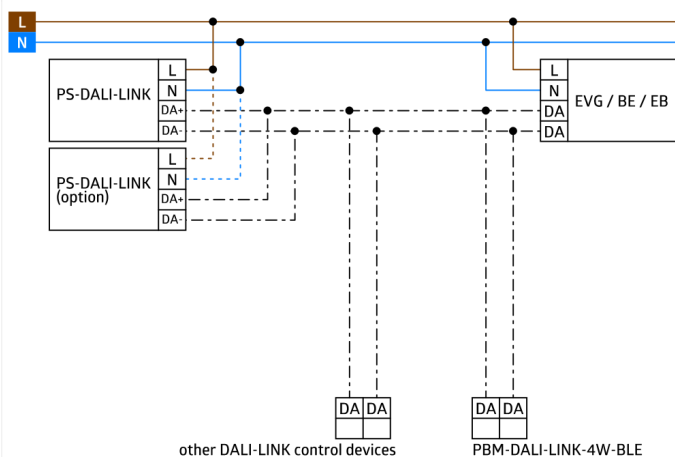 L
N
PS-DALI-LINK
L
N
DA+
DA-
L
N
DA
DA
EVG / BE / EB
PS-DALI-LINK
(option)
L
N
DA+
DA-
DA DA
DA DA
other DALI-LINK control devices
PBM-DALI-LINK-4W-BLE